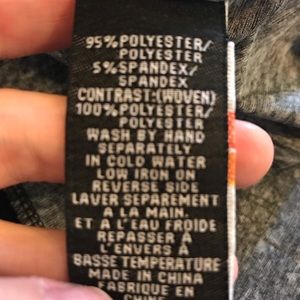 95% POLYESTER/
POLYESTER
5% SPANDEX/
SPANDEX
CONTRAST:(WOVEN)
100% POLYESTER/
POLYESTER
WASH BY HAND
SEPARATELY
IN COLD WATER
LOW IRON ON
REVERSE SIDE
LAVER SEPAREMENT
A LA MAIN.
ET A L'EAU FROIDE
REPASSER A
L'ENVERS A
BASSE TEMPERATURE
MADE IN CHINA
FABRIQUE EN
CHINE